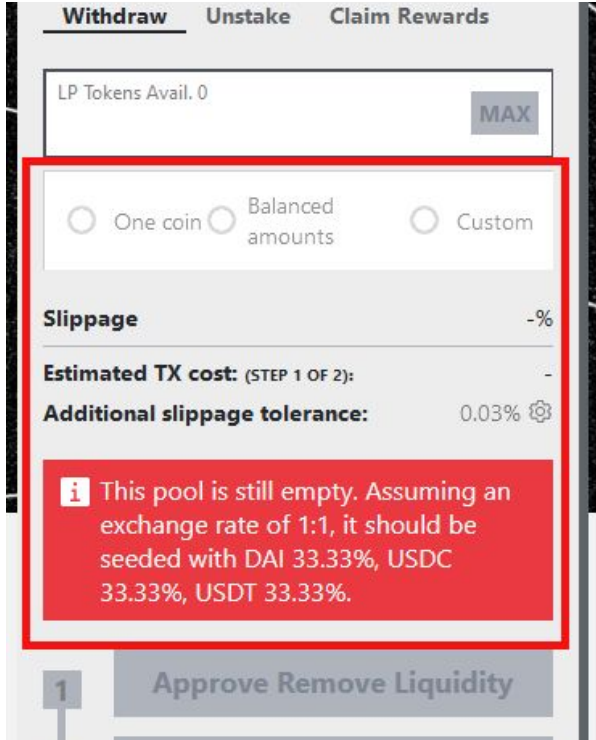 Withdraw Unstake Claim Rewards
LP Tokens Avail. 0
MAX
One coin Balanced amounts Custom
Slippage -%
Estimated TX cost: (STEP 1 OF 2): -
Additional slippage tolerance: 0.03%
i This pool is still empty. Assuming an
exchange rate of 1:1, it should be
seeded with DAI 33.33%, USDC
33.33%, USDT 33.33%.
1 Approve Remove Liquidity